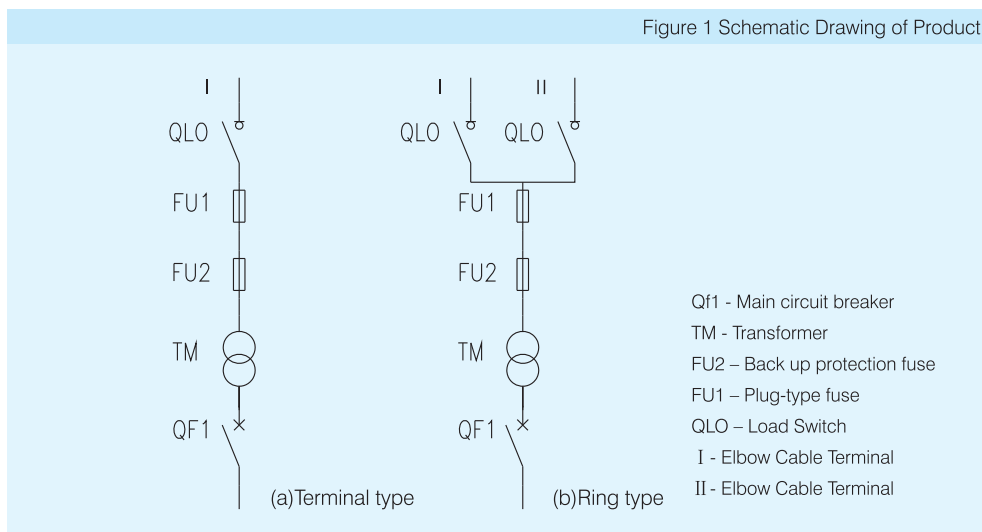 Figure 1 Schematic Drawing of Product
I I II
QLO QLO QLO
FU1 FU1
FU2 FU2
TM TM
QF1 QF1
(a)Terminal type (b)Ring type
Qf1 - Main circuit breaker
TM - Transformer
FU2 – Back up protection fuse
FU1 – Plug-type fuse
QLO – Load Switch
I - Elbow Cable Terminal
II - Elbow Cable Terminal